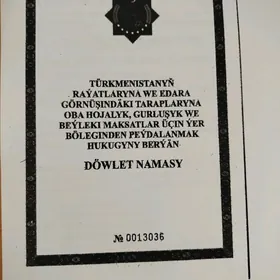 TÜRKMENISTANYŇ
RAÝATLARYNA WE EDARA
GÖRNÜŞINDÄKI TARAPLARYNA
OBA HOJALYK, GURLUŞYK WE
BEÝLEKI MAKSATLAR ÜÇIN ÝER
BÖLEGINDEN PEÝDALANMAK
HUKUGYNY BERÝÄN
DÖWLET NAMASY
№ 0013036